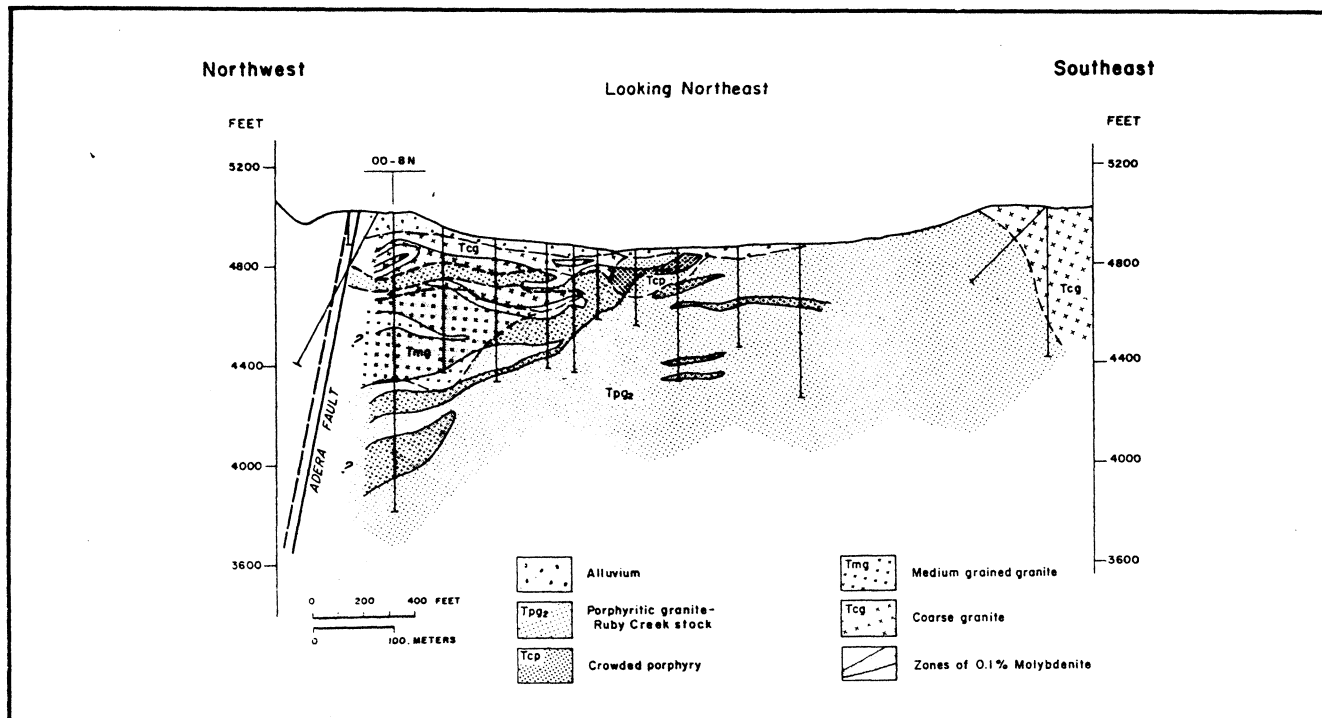 Northwest
Southeast
Looking Northeast
FEET
FEET
OO-8N
5200
5200
4800
4800
4400
4400
4000
4000
3600
3600
Tcg
Tcp
Tcg
Tmg
Tpg2
?
?
ADERA FAULT
0 200 400 FEET
0 100 METERS
Alluvium
Tpg2 Porphyritic granite-
Ruby Creek stock
Tcp Crowded porphyry
Tmg Medium grained granite
Tcg Coarse granite
Zones of 0.1% Molybdenite